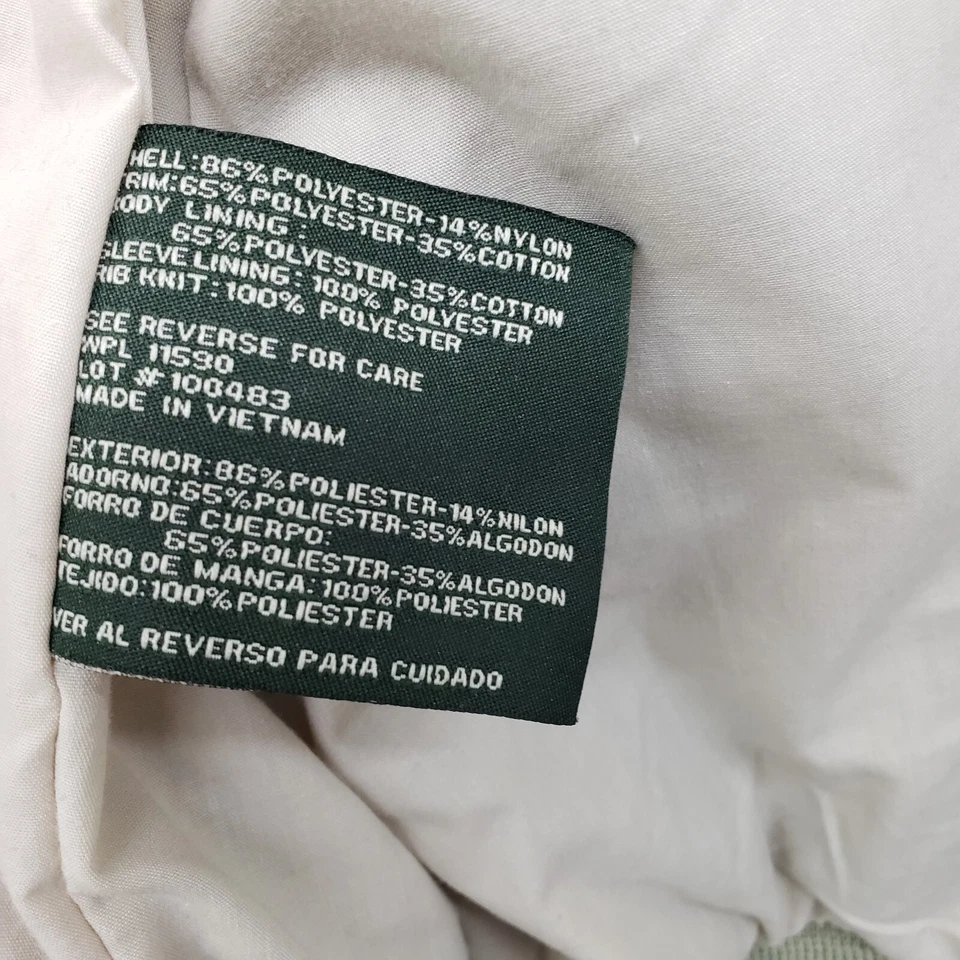 HELL:86%POLYESTER-14%NYLON
RIM:65%POLYESTER-35%COTTON
BODY LINING :
65%POLYESTER-35%COTTON
SLEEVE LINING: 100% POLYESTER
RIB KNIT:100% POLYESTER
SEE REVERSE FOR CARE
WPL 11590
LOT #100483
MADE IN VIETNAM
EXTERIOR:86%POLIESTER-14%NILON
ADORNO:65%POLIESTER-35%ALGODON
FORRO DE CUERPO:
65%POLIESTER-35%ALGODON
FORRO DE MANGA:100%POLIESTER
TEJIDO:100%POLIESTER
VER AL REVERSO PARA CUIDADO